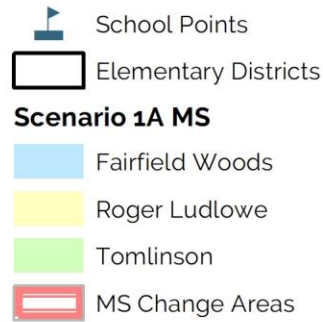 School Points
Elementary Districts
Scenario 1A MS
Fairfield Woods
Roger Ludlowe
Tomlinson
MS Change Areas